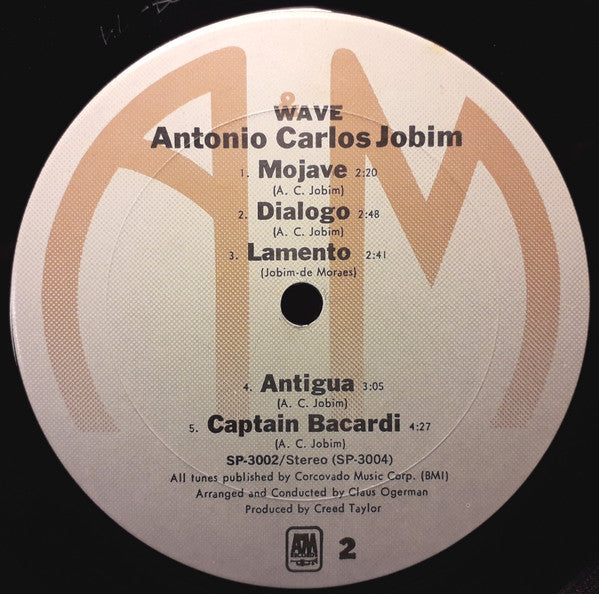 A&M
WAVE
Antonio Carlos Jobim
1. Mojave 2:20
(A. C. Jobim)
2. Dialogo 2:48
(A. C. Jobim)
3. Lamento 2:41
(Jobim-de Moraes)
4. Antigua 3:05
(A. C. Jobim)
5. Captain Bacardi 4:27
(A. C. Jobim)
SP-3002/Stereo (SP-3004)
All tunes published by Corcovado Music Corp. (BMI)
Arranged and Conducted by Claus Ogerman
Produced by Creed Taylor
A&M
RECORDS
2